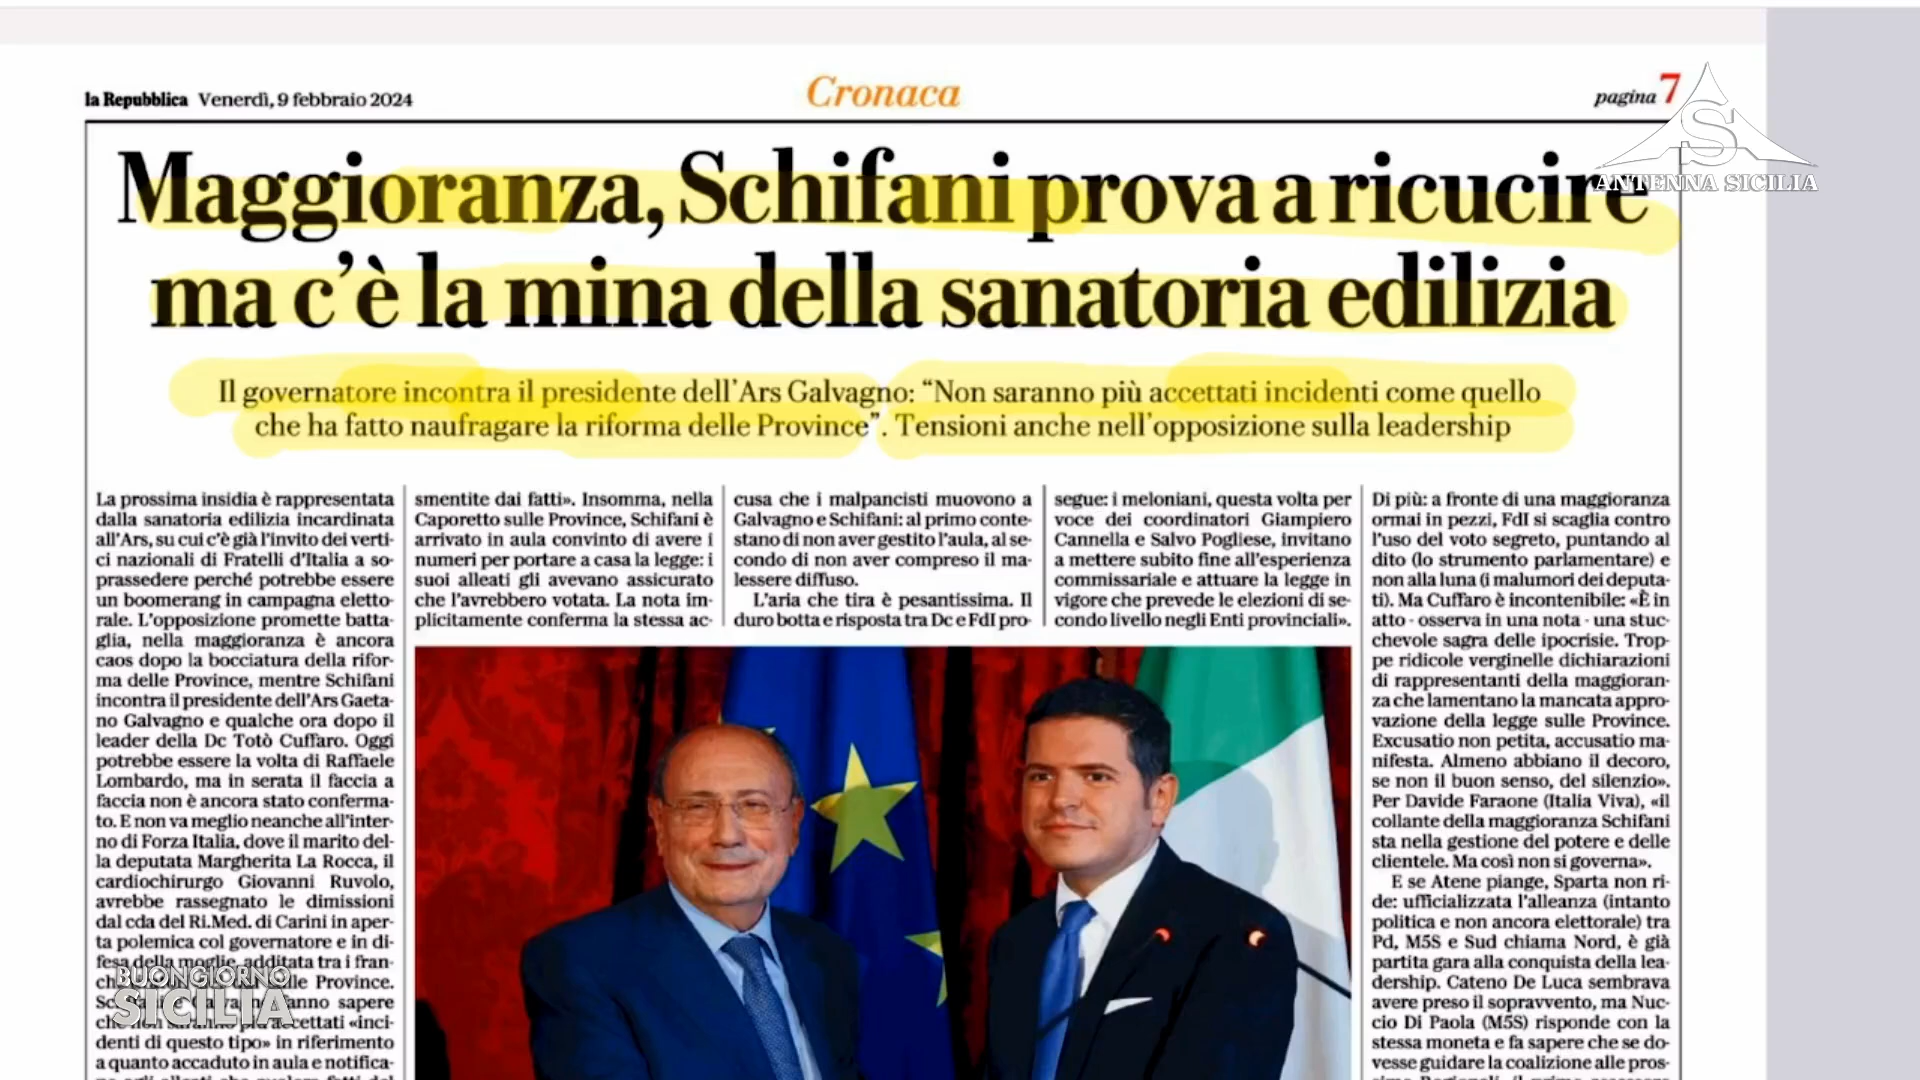 la Repubblica Venerdì, 9 febbraio 2024
Cronaca
pagina 7
ANTENNA SICILIA
Maggioranza, Schifani prova a ricucire
ma c'è la mina della sanatoria edilizia
Il governatore incontra il presidente dell'Ars Galvagno: “Non saranno più accettati incidenti come quello
che ha fatto naufragare la riforma delle Province”. Tensioni anche nell'opposizione sulla leadership
La prossima insidia è rappresentata
dalla sanatoria edilizia incardinata
all'Ars, su cui c'è già l'invito dei verti-
ci nazionali di Fratelli d'Italia a so-
prassedere perché potrebbe essere
un boomerang in campagna eletto-
rale. L'opposizione promette batta-
glia, nella maggioranza è ancora
caos dopo la bocciatura della rifor-
ma delle Province, mentre Schifani
incontra il presidente dell'Ars Gaeta-
no Galvagno e qualche ora dopo il
leader della Dc Totò Cuffaro. Oggi
potrebbe essere la volta di Raffaele
Lombardo, ma in serata il faccia a
faccia non è ancora stato conferma-
to. E non va meglio neanche all'inter-
no di Forza Italia, dove il marito del-
la deputata Margherita La Rocca, il
cardiochirurgo Giovanni Ruvolo,
avrebbe rassegnato le dimissioni
dal cda del Ri.Med. di Carini in aper-
ta polemica col governatore e in di-
fesa della moglie, additata tra i fran-
lle Province.
anno sapere
accettati «inci-
denti di questo tipo» in riferimento
a quanto accaduto in aula e notifica-
smentite dai fatti». Insomma, nella
Caporetto sulle Province, Schifani è
arrivato in aula convinto di avere i
numeri per portare a casa la legge: i
suoi alleati gli avevano assicurato
che l'avrebbero votata. La nota im-
plicitamente conferma la stessa ac-
cusa che i malpancisti muovono a
Galvagno e Schifani: al primo conte-
stano di non aver gestito l'aula, al se-
condo di non aver compreso il ma-
lessere diffuso.
L'aria che tira è pesantissima. Il
duro botta e risposta tra Dc e FdI pro-
segue: i meloniani, questa volta per
voce dei coordinatori Giampiero
Cannella e Salvo Pogliese, invitano
a mettere subito fine all'esperienza
commissariale e attuare la legge in
vigore che prevede le elezioni di se-
condo livello negli Enti provinciali».
Di più: a fronte di una maggioranza
ormai in pezzi, FdI si scaglia contro
l'uso del voto segreto, puntando al
dito (lo strumento parlamentare) e
non alla luna (i malumori dei deputa-
ti). Ma Cuffaro è incontenibile: «È in
atto - osserva in una nota - una stuc-
chevole sagra delle ipocrisie. Trop-
pe ridicole verginelle dichiarazioni
di rappresentanti della maggioran-
za che lamentano la mancata appro-
vazione della legge sulle Province.
Excusatio non petita, accusatio ma-
nifesta. Almeno abbiano il decoro,
se non il buon senso, del silenzio».
Per Davide Faraone (Italia Viva), «il
collante della maggioranza Schifani
sta nella gestione del potere e delle
clientele. Ma così non si governa».
E se Atene piange, Sparta non ri-
de: ufficializzata l'alleanza (intanto
politica e non ancora elettorale) tra
Pd, M5S e Sud chiama Nord, è già
partita gara alla conquista della lea-
dership. Cateno De Luca sembrava
avere preso il sopravvento, ma Nuc-
cio Di Paola (M5S) risponde con la
stessa moneta e fa sapere che se do-
vesse guidare la coalizione alle pros-
BUONGIORNO
SICILIA